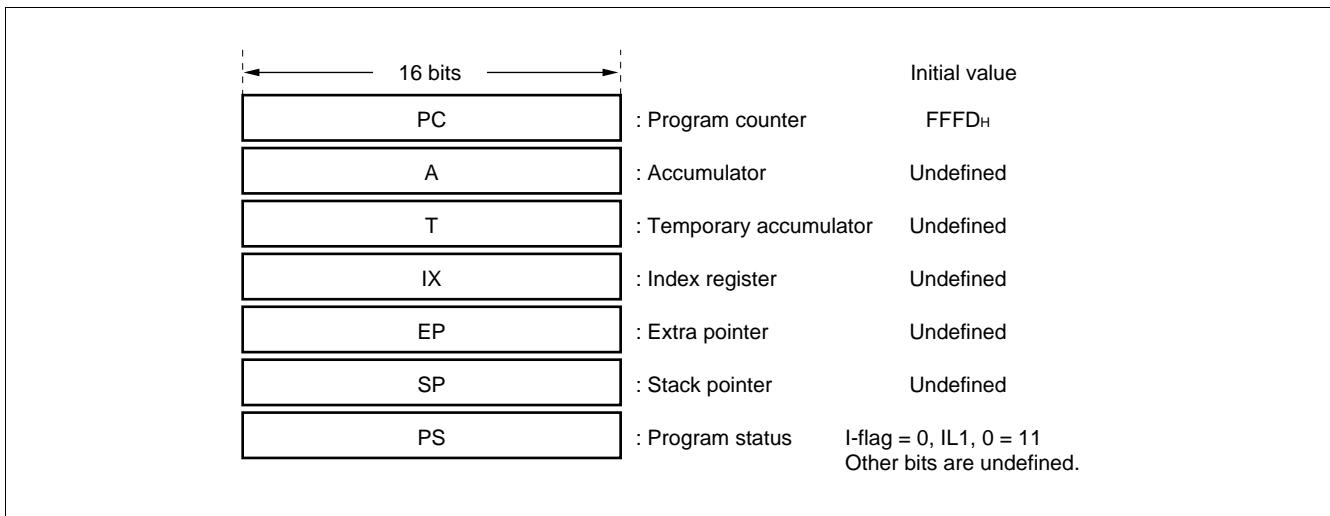 16 bits Initial value
PC : Program counter FFFDH
A : Accumulator Undefined
T : Temporary accumulator Undefined
IX : Index register Undefined
EP : Extra pointer Undefined
SP : Stack pointer Undefined
PS : Program status I-flag = 0, IL1, 0 = 11
Other bits are undefined.